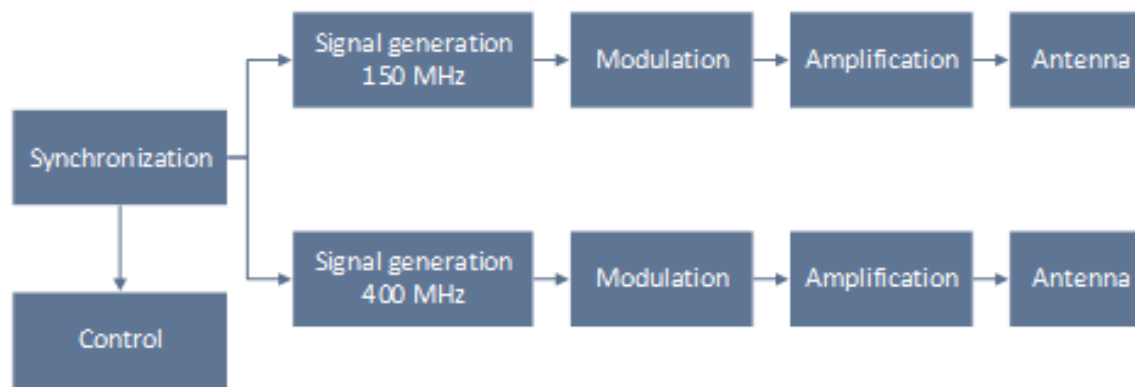 Signal generation
150 MHz
Modulation
Amplification
Antenna
Synchronization
Signal generation
400 MHz
Modulation
Amplification
Antenna
Control